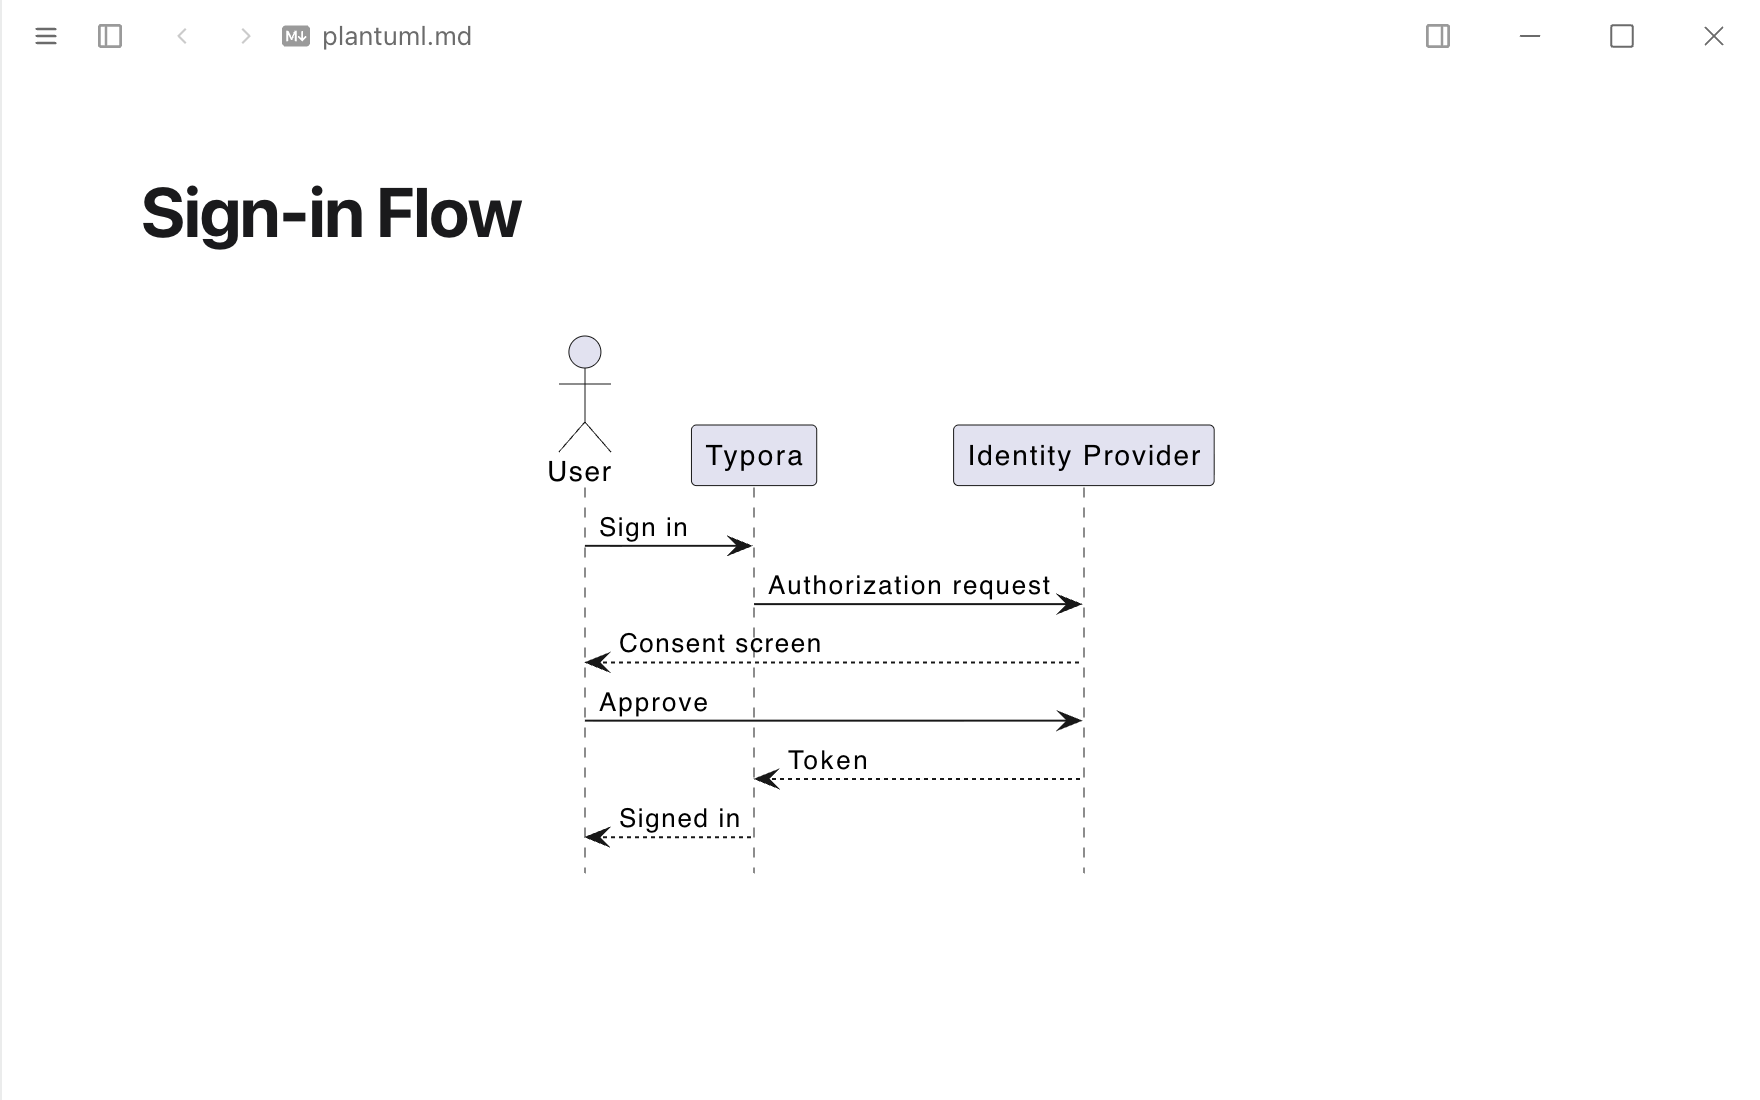 M↓ plantuml.md
Sign-in Flow
User
Typora
Identity Provider
Sign in
Authorization request
Consent screen
Approve
Token
Signed in